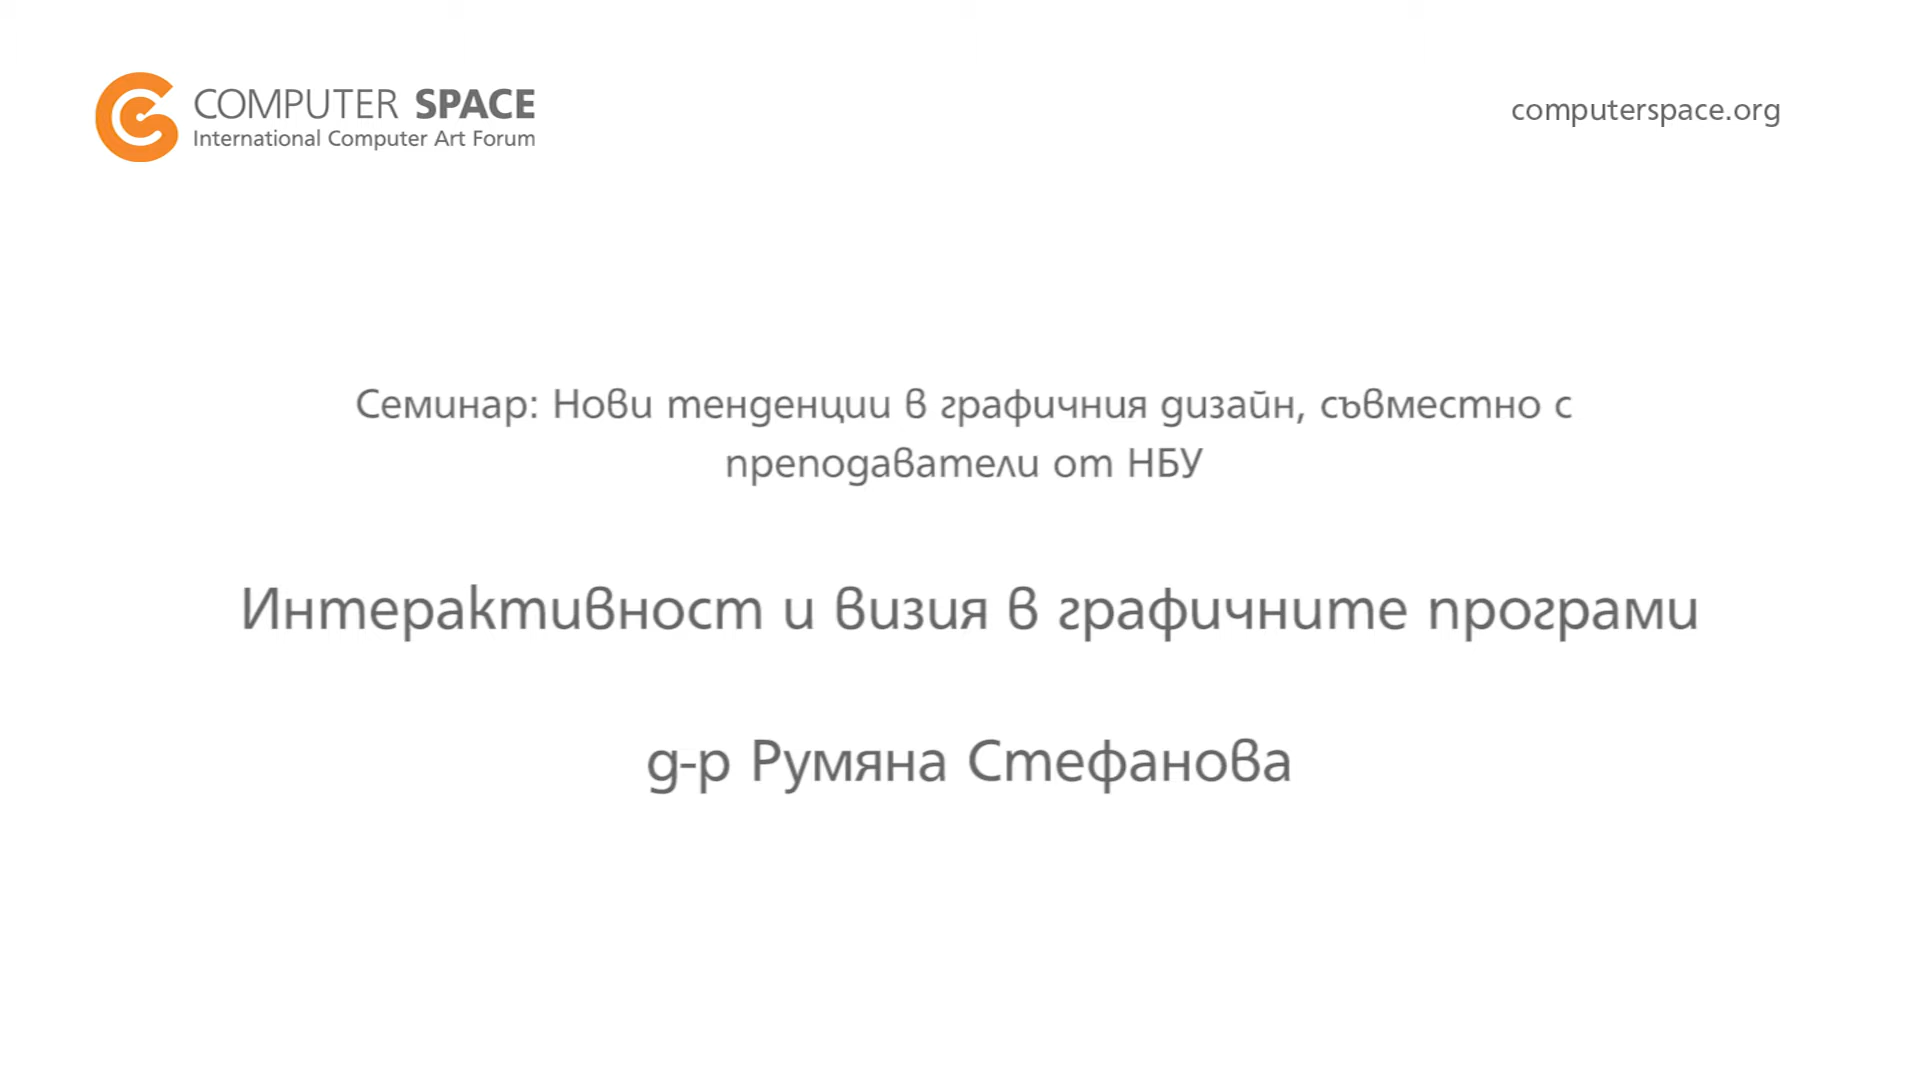 COMPUTER SPACE
International Computer Art Forum
computerspace.org
Семинар: Нови тенденции в графичния дизайн, съвместно с
преподаватели от НБУ
Интерактивност и визия в графичните програми
д-р Румяна Стефанова